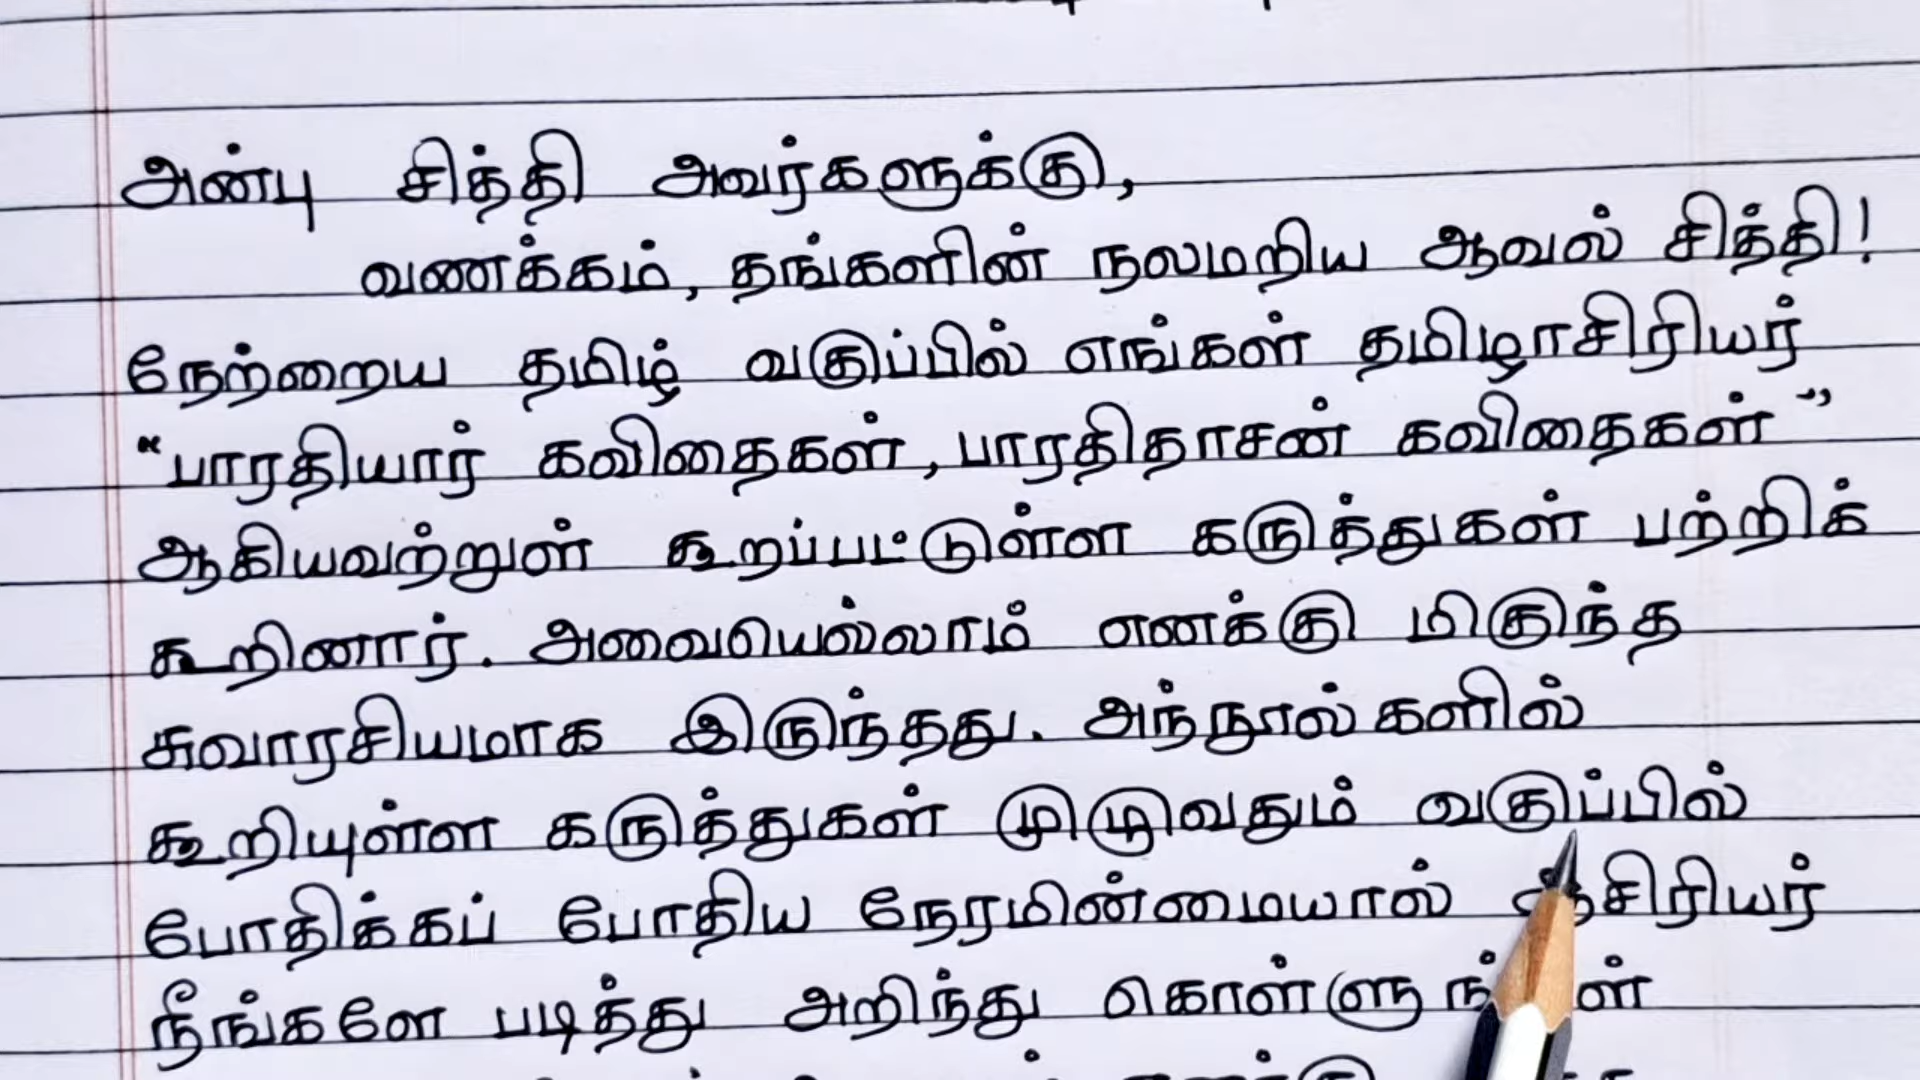 அன்பு சித்தி அவர்களுக்கு,
வணக்கம், தங்களின் நலமறிய ஆவல் சித்தி!
நேற்றைய தமிழ் வகுப்பில் எங்கள் தமிழாசிரியர்
“பாரதியார் கவிதைகள், பாரதிதாசன் கவிதைகள்”
ஆகியவற்றுள் கூறப்பட்டுள்ள கருத்துகள் பற்றிக்
கூறினார். அவையெல்லாம் எனக்கு மிகுந்த
சுவாரசியமாக இருந்தது. அந்நூல்களில்
கூறியுள்ள கருத்துகள் முழுவதும் வகுப்பில்
போதிக்கப் போதிய நேரமின்மையால் ஆசிரியர்
நீங்களே படித்து அறிந்து கொள்ளுங்கள்